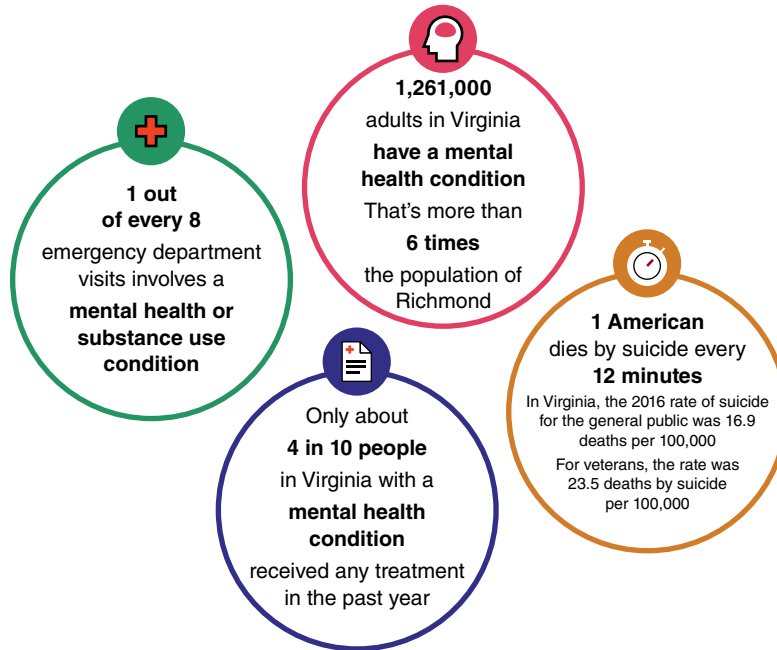 1,261,000
adults in Virginia
have a mental
health condition
That's more than
6 times
the population of
Richmond
1 out
of every 8
emergency department
visits involves a
mental health or
substance use
condition
1 American
dies by suicide every
12 minutes
In Virginia, the 2016 rate of suicide
for the general public was 16.9
deaths per 100,000
For veterans, the rate was
23.5 deaths by suicide
per 100,000
Only about
4 in 10 people
in Virginia with a
mental health
condition
received any treatment
in the past year